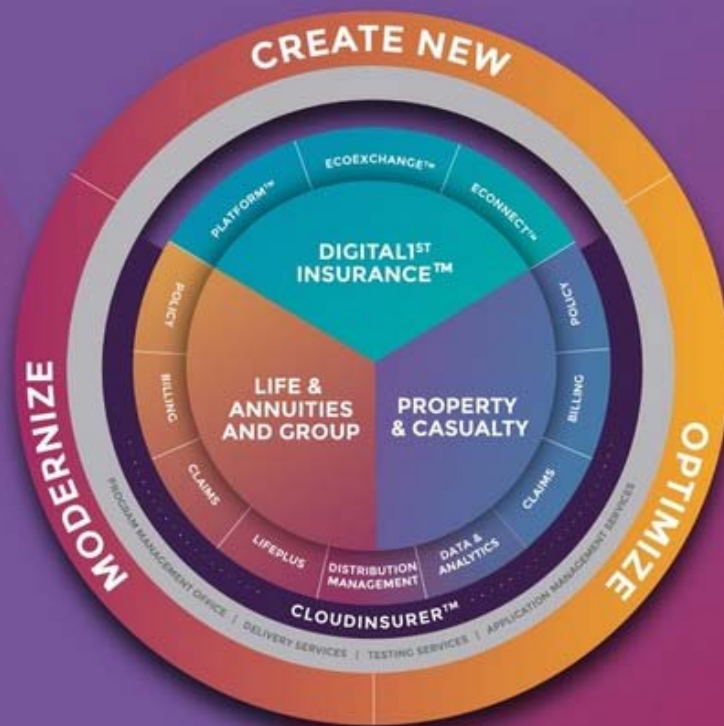 CREATE NEW
PLATFORM™
ECOEXCHANGE™
ECONNECT™
DIGITAL1ST
INSURANCE™
POLICY
BILLING
CLAIMS
LIFEPLUS
DISTRIBUTION
MANAGEMENT
DATA &
ANALYTICS
CLAIMS
BILLING
POLICY
LIFE &
ANNUITIES
AND GROUP
PROPERTY
& CASUALTY
MODERNIZE
OPTIMIZE
CLOUDINSURER™
PROGRAM MANAGEMENT OFFICE | DELIVERY SERVICES | TESTING SERVICES | APPLICATION MANAGEMENT SERVICES